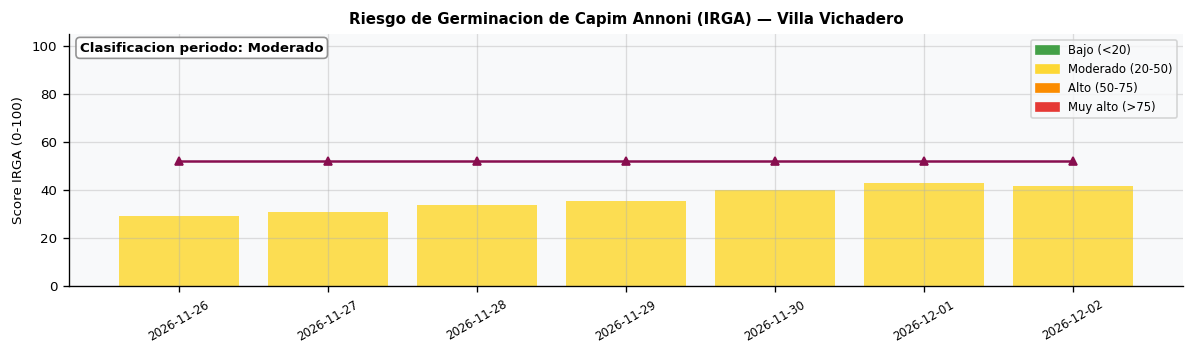 Riesgo de Germinacion de Capim Annoni (IRGA) — Villa Vichadero
Clasificacion periodo: Moderado
Bajo (<20)
Moderado (20-50)
Alto (50-75)
Muy alto (>75)
Score IRGA (0-100)
100
80
60
40
20
0
2026-11-26
2026-11-27
2026-11-28
2026-11-29
2026-11-30
2026-12-01
2026-12-02